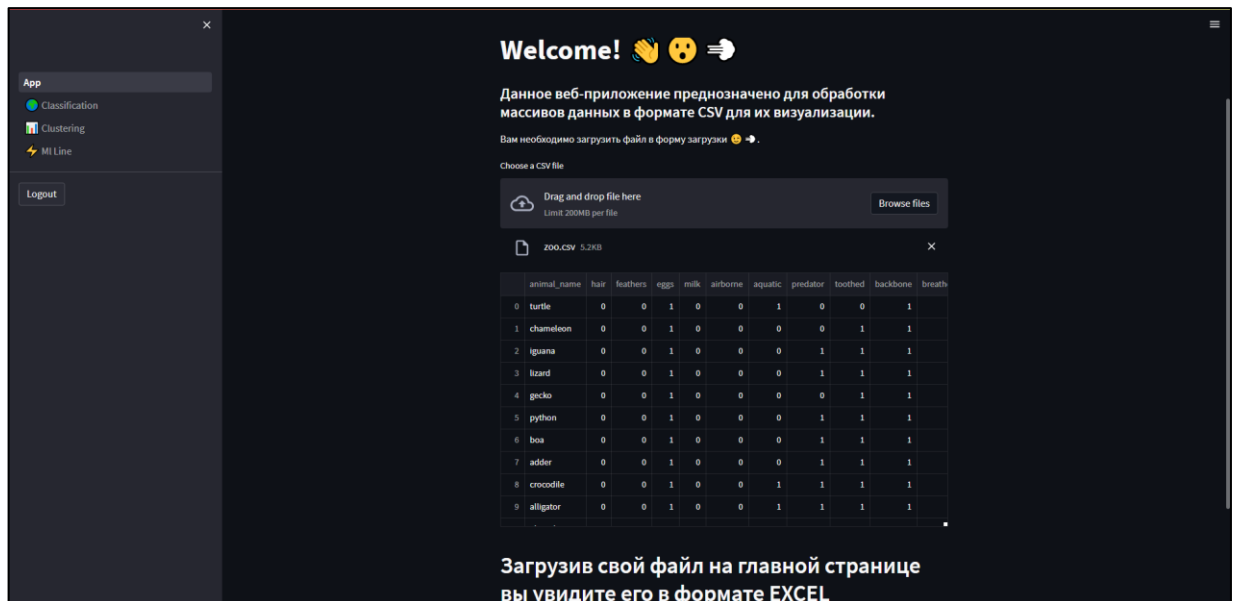 App
Classification
Clustering
Ml Line
Logout
Welcome! 👋 😮 💨
Данное веб-приложение преднозначено для обработки
массивов данных в формате CSV для их визуализации.
Вам необходимо загрузить файл в форму загрузки 😮‍💨 .
Choose a CSV file
Drag and drop file here
Limit 200MB per file
Browse files
zoo.csv 5.2KB
animal_name hair feathers eggs milk airborne aquatic predator toothed backbone breath
0 turtle 0 0 1 0 0 1 0 0 1
1 chameleon 0 0 1 0 0 0 0 1 1
2 iguana 0 0 1 0 0 0 1 1 1
3 lizard 0 0 1 0 0 0 1 1 1
4 gecko 0 0 1 0 0 0 0 1 1
5 python 0 0 1 0 0 0 1 1 1
6 boa 0 0 1 0 0 0 1 1 1
7 adder 0 0 1 0 0 0 1 1 1
8 crocodile 0 0 1 0 0 1 1 1 1
9 alligator 0 0 1 0 0 1 1 1 1
Загрузив свой файл на главной странице
вы увидите его в формате EXCEL